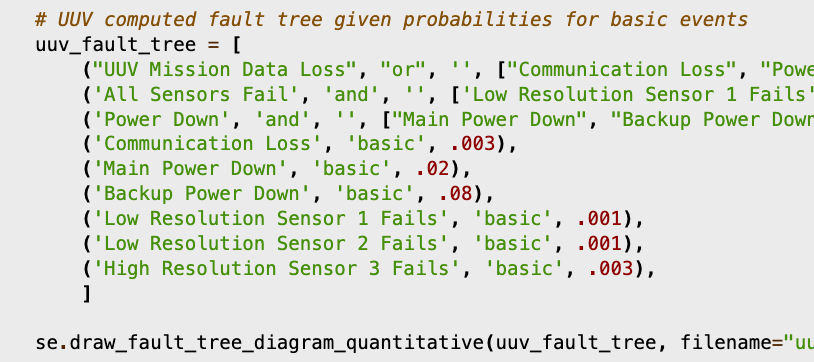 # UUV computed fault tree given probabilities for basic events
uuv_fault_tree = [
("UUV Mission Data Loss", "or", '', ["Communication Loss", "Powe
('All Sensors Fail', 'and', '', ['Low Resolution Sensor 1 Fails'
('Power Down', 'and', '', ["Main Power Down", "Backup Power Down
('Communication Loss', 'basic', .003),
('Main Power Down', 'basic', .02),
('Backup Power Down', 'basic', .08),
('Low Resolution Sensor 1 Fails', 'basic', .001),
('Low Resolution Sensor 2 Fails', 'basic', .001),
('High Resolution Sensor 3 Fails', 'basic', .003),
]
se.draw_fault_tree_diagram_quantitative(uuv_fault_tree, filename="uu